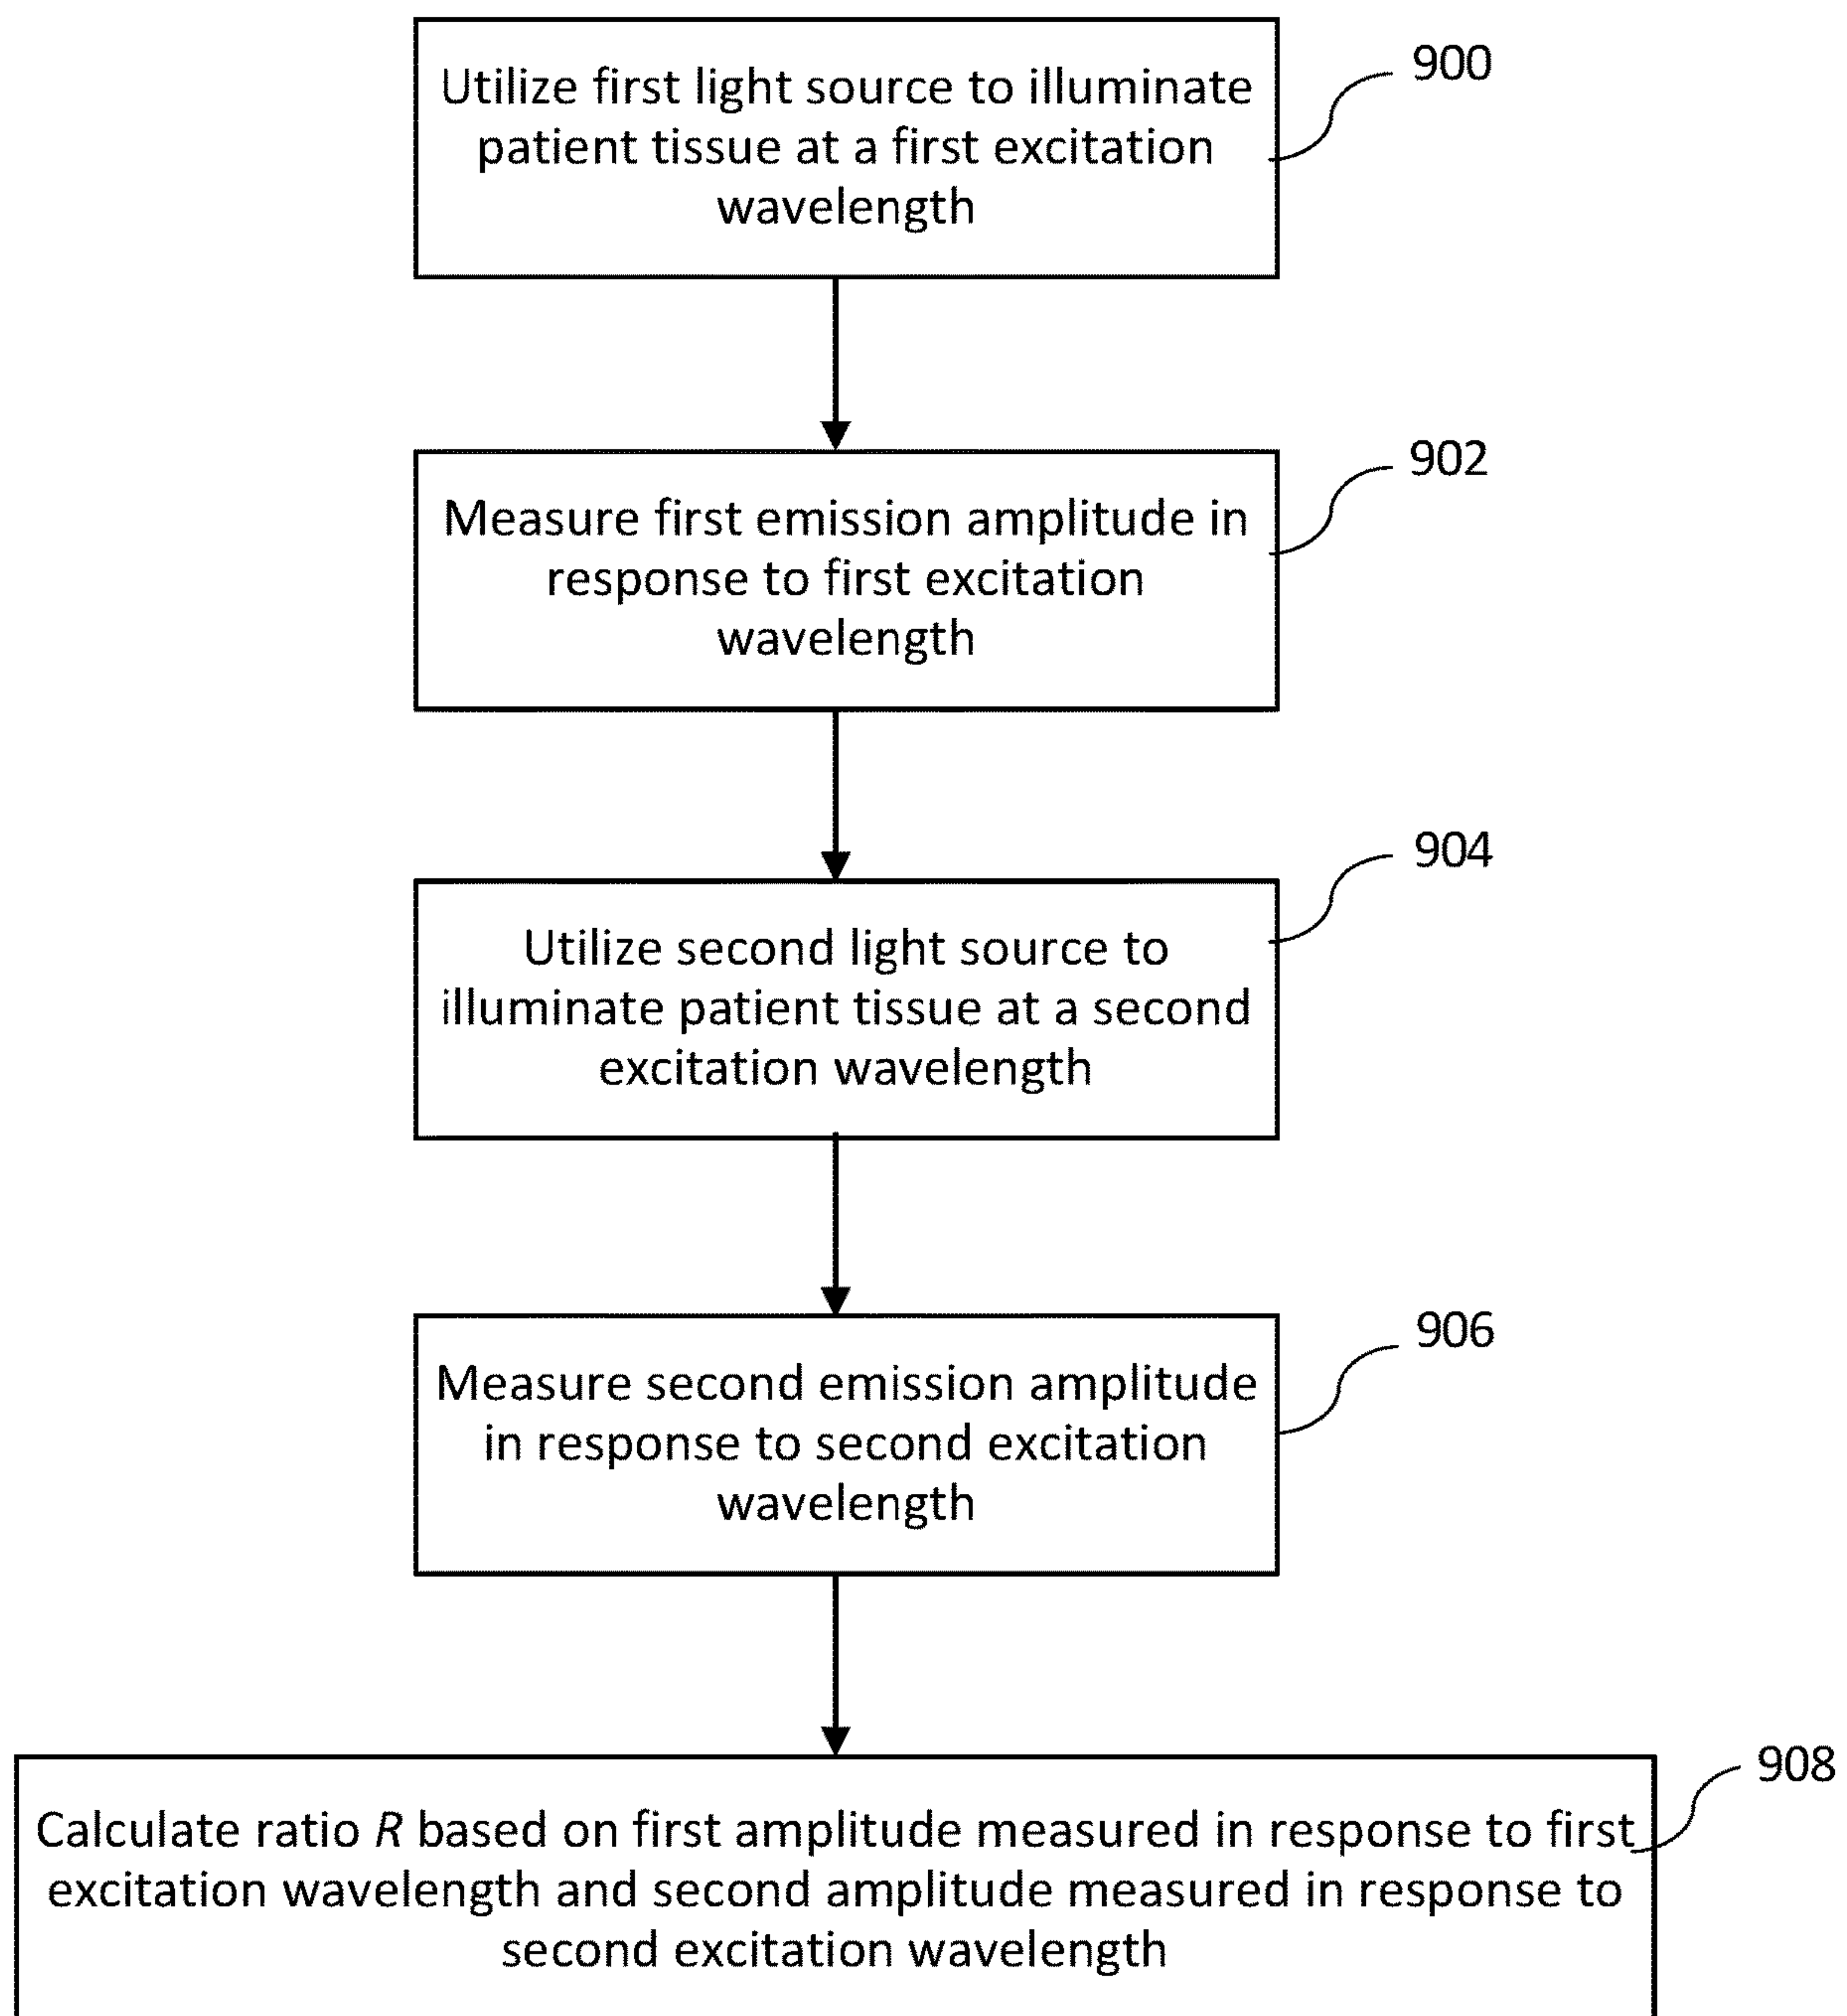 Utilize first light source to illuminate
patient tissue at a first excitation
wavelength
900
Measure first emission amplitude in
response to first excitation
wavelength
902
Utilize second light source to
illuminate patient tissue at a second
excitation wavelength
904
Measure second emission amplitude
in response to second excitation
wavelength
906
Calculate ratio R based on first amplitude measured in response to first
excitation wavelength and second amplitude measured in response to
second excitation wavelength
908